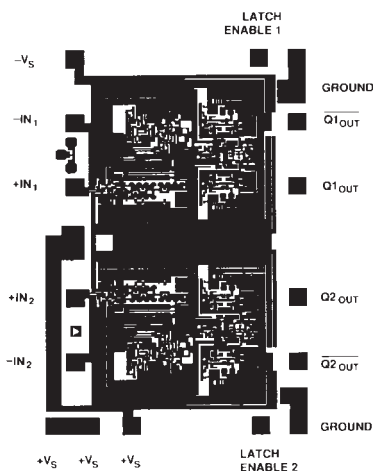 LATCH
ENABLE 1
−VS
GROUND
−IN1
Q1OUT
+IN1
Q1OUT
+IN2
Q2OUT
−IN2
Q2OUT
GROUND
+VS +VS +VS
LATCH
ENABLE 2